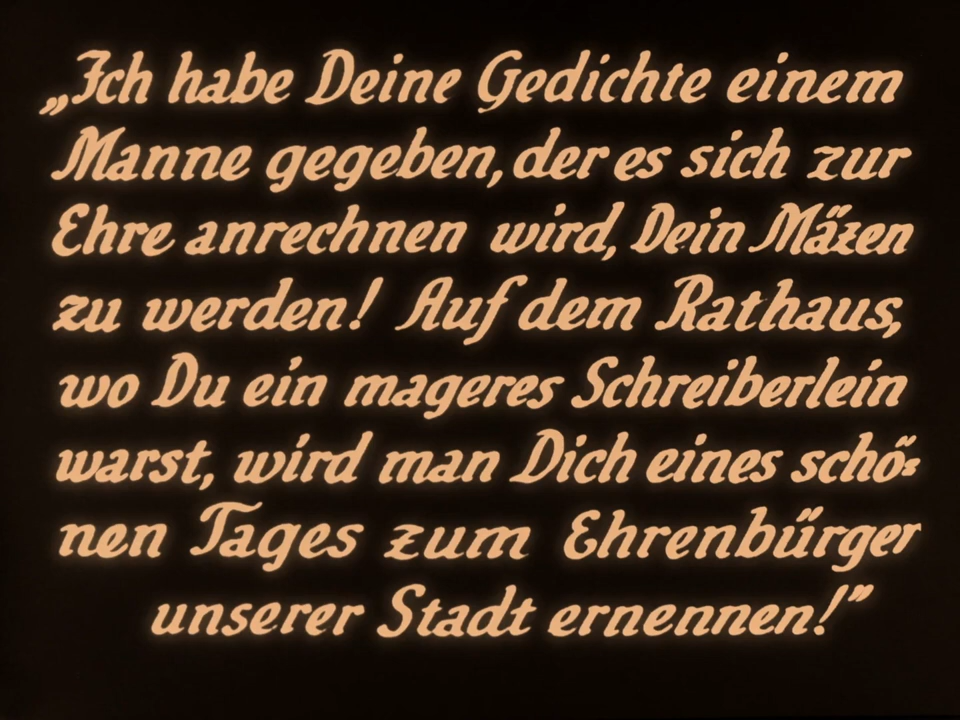 „Ich habe Deine Gedichte einem
Manne gegeben, der es sich zur
Ehre anrechnen wird, Dein Mäzen
zu werden! Auf dem Rathaus,
wo Du ein mageres Schreiberlein
warst, wird man Dich eines schö=
nen Tages zum Ehrenbürger
unserer Stadt ernennen!”